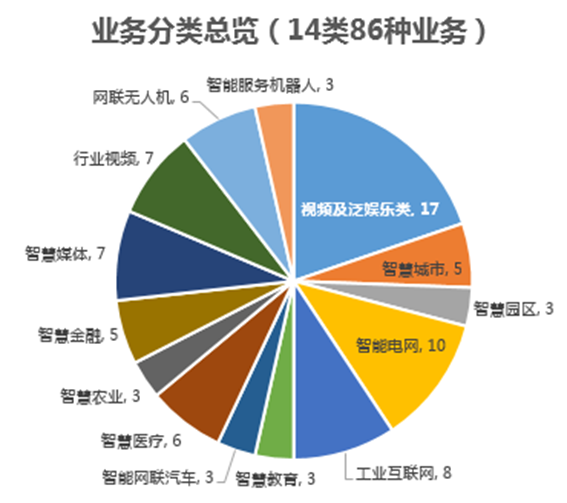 业务分类总览（14类86种业务）
智能服务机器人, 3
网联无人机, 6
行业视频, 7
视频及泛娱乐类, 17
智慧媒体, 7
智慧城市, 5
智慧园区, 3
智慧金融, 5
智能电网, 10
智慧农业, 3
智慧医疗, 6
智能网联汽车, 3
智慧教育, 3
工业互联网, 8